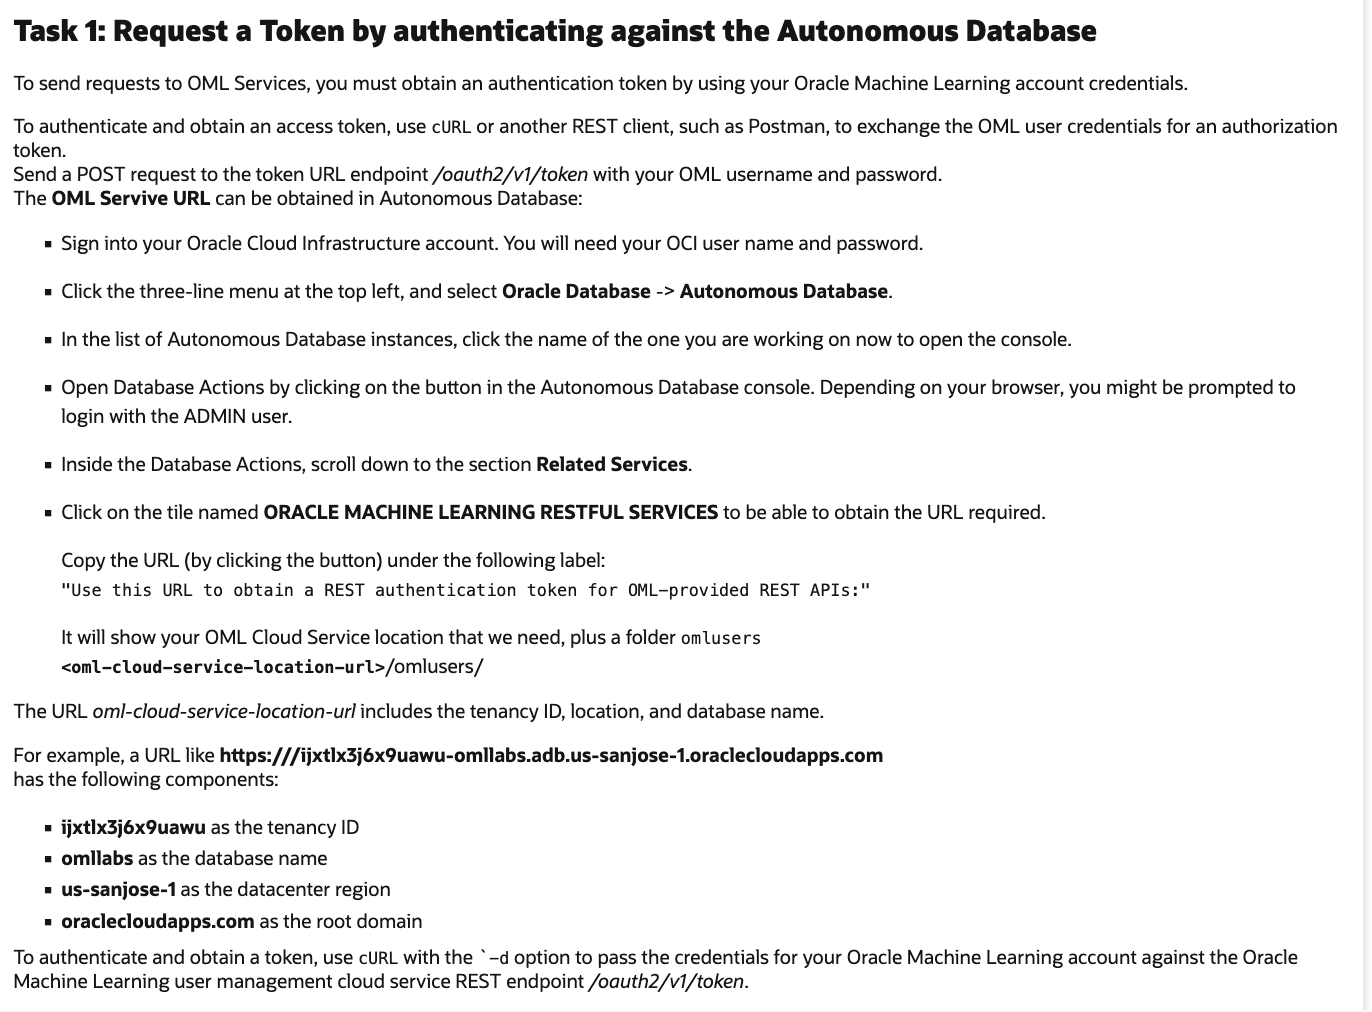 Task 1: Request a Token by authenticating against the Autonomous Database
To send requests to OML Services, you must obtain an authentication token by using your Oracle Machine Learning account credentials.
To authenticate and obtain an access token, use cURL or another REST client, such as Postman, to exchange the OML user credentials for an authorization
token.
Send a POST request to the token URL endpoint /oauth2/v1/token with your OML username and password.
The OML Servive URL can be obtained in Autonomous Database:
▪ Sign into your Oracle Cloud Infrastructure account. You will need your OCI user name and password.
▪ Click the three-line menu at the top left, and select Oracle Database -> Autonomous Database.
▪ In the list of Autonomous Database instances, click the name of the one you are working on now to open the console.
▪ Open Database Actions by clicking on the button in the Autonomous Database console. Depending on your browser, you might be prompted to
login with the ADMIN user.
▪ Inside the Database Actions, scroll down to the section Related Services.
▪ Click on the tile named ORACLE MACHINE LEARNING RESTFUL SERVICES to be able to obtain the URL required.
Copy the URL (by clicking the button) under the following label:
"Use this URL to obtain a REST authentication token for OML-provided REST APIs:"
It will show your OML Cloud Service location that we need, plus a folder omlusers
<oml-cloud-service-location-url>/omlusers/
The URL oml-cloud-service-location-url includes the tenancy ID, location, and database name.
For example, a URL like https:///ijxtlx3j6x9uawu-omllabs.adb.us-sanjose-1.oraclecloudapps.com
has the following components:
▪ ijxtlx3j6x9uawu as the tenancy ID
▪ omllabs as the database name
▪ us-sanjose-1 as the datacenter region
▪ oraclecloudapps.com as the root domain
To authenticate and obtain a token, use cURL with the `-d option to pass the credentials for your Oracle Machine Learning account against the Oracle
Machine Learning user management cloud service REST endpoint /oauth2/v1/token.